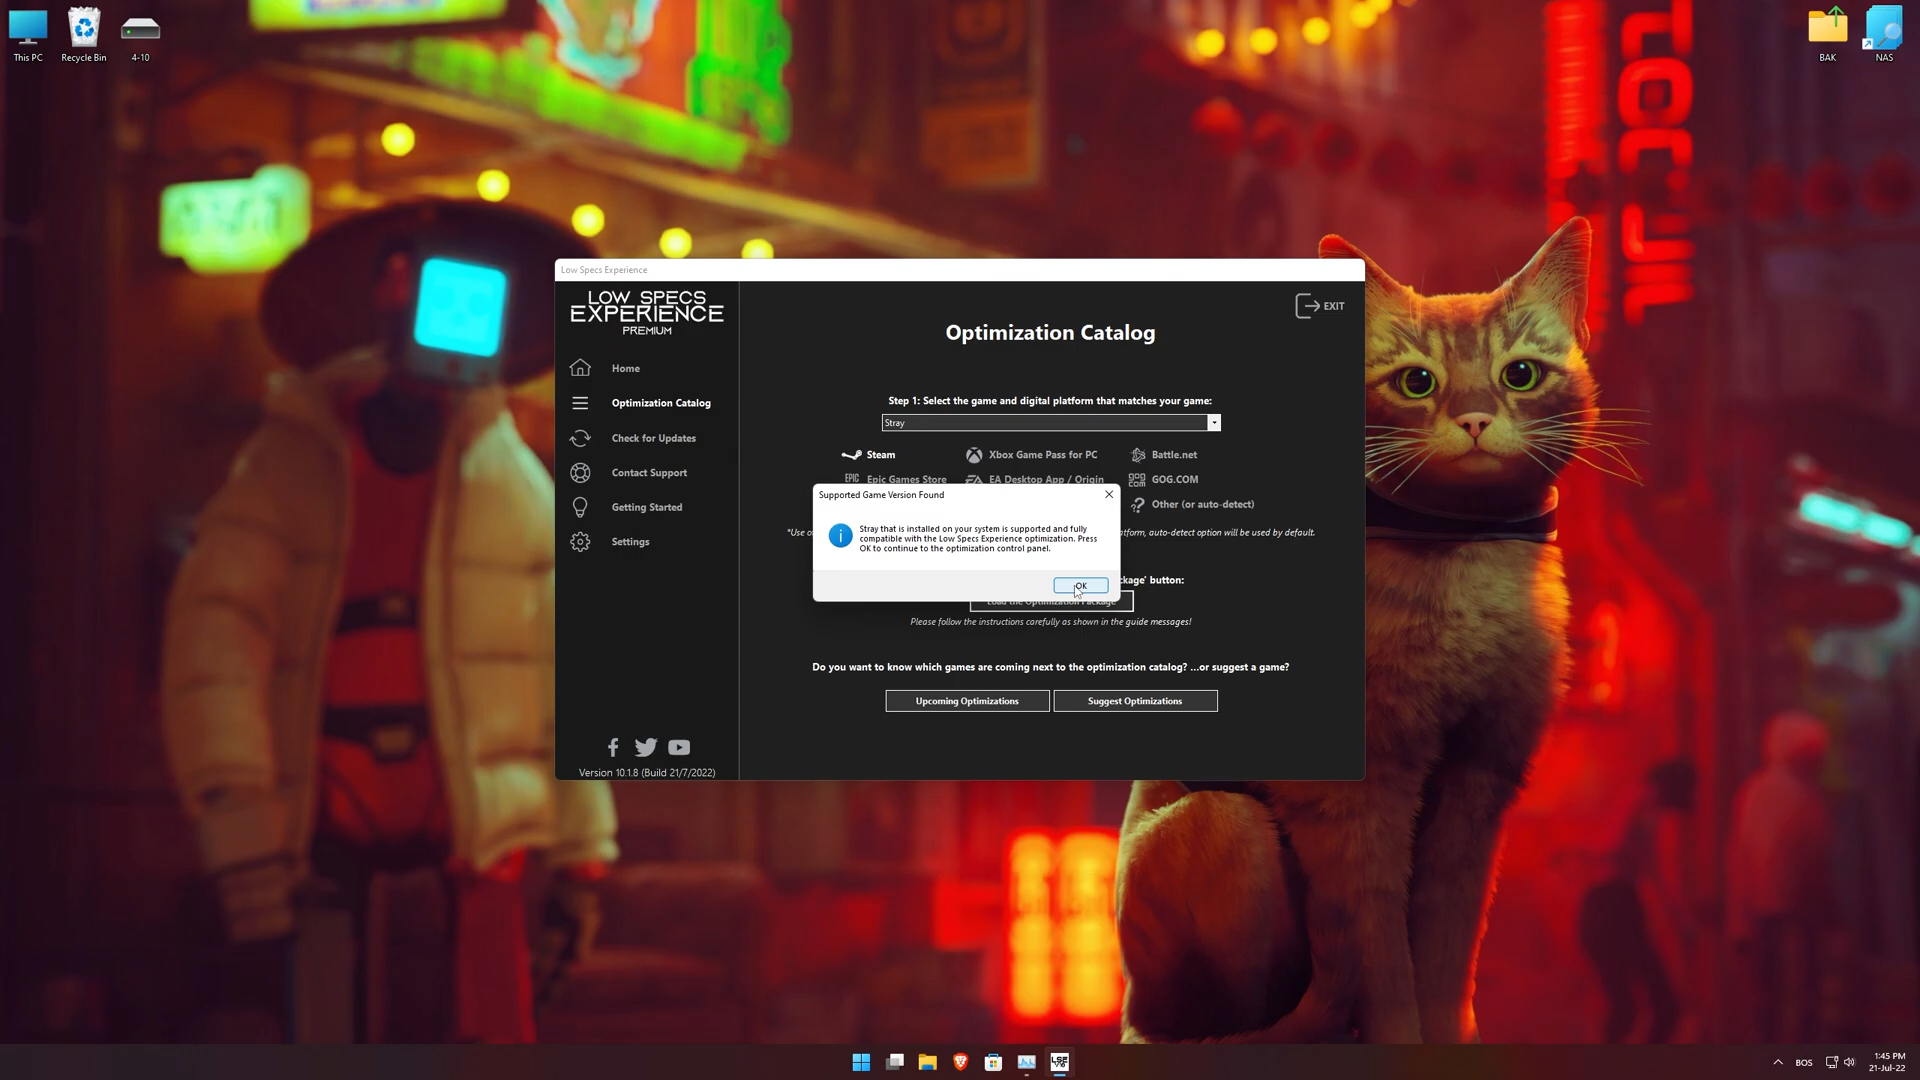 This PC
Recycle Bin
4-10
BAK
NAS
Low Specs Experience
LOW SPECS
EXPERIENCE
PREMIUM
Home
Optimization Catalog
Check for Updates
Contact Support
Getting Started
Settings
Version 10.1.8 (Build 21/7/2022)
EXIT
Optimization Catalog
Step 1: Select the game and digital platform that matches your game:
Stray
Steam
Xbox Game Pass for PC
Battle.net
EPIC
Epic Games Store
EA Desktop App / Origin
GOG.COM
Other (or auto-detect)
auto-detect option will be used by default.
Supported Game Version Found
Stray that is installed on your system is supported and fully
compatible with the Low Specs Experience optimization. Press
OK to continue to the optimization control panel.
OK
button:
Load the Optimization Package
Please follow the instructions carefully as shown in the guide messages!
Do you want to know which games are coming next to the optimization catalog? ...or suggest a game?
Upcoming Optimizations
Suggest Optimizations
BOS
1:45 PM
21-Jul-22